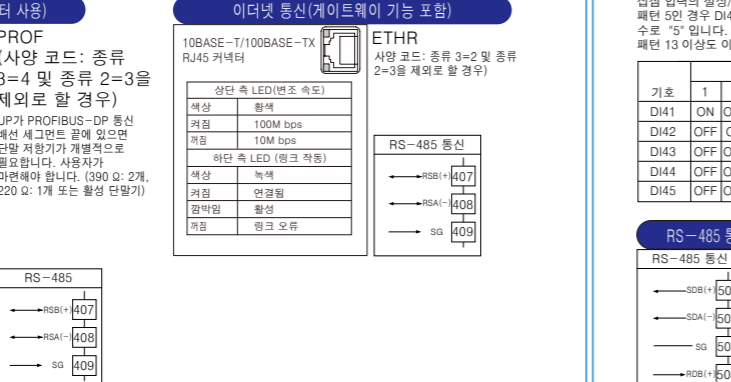 터 사용)
PROF
(사양 코드: 종류
3=4 및 종류 2=3을
제외로 할 경우)
UP가 PROFIBUS-DP 통신
배선 세그먼트 끝에 있으면
단말 저항기가 개별적으로
필요합니다. 사용자가
마련해야 합니다. (390 Ω: 2개,
220 Ω: 1개 또는 활성 단말기)
RS-485
RSB(+) 407
RSA(-) 408
SG 409
이더넷 통신(게이트웨이 기능 포함)
10BASE-T/100BASE-TX
RJ45 커넥터
ETHR
사양 코드: 종류 3=2 및 종류
2=3을 제외로 할 경우)
상단 측 LED(변조 속도)
색상 황색
켜짐 100M bps
꺼짐 10M bps
하단 측 LED (링크 작동)
색상 녹색
켜짐 연결됨
깜박임 활성
꺼짐 링크 오류
RS-485 통신
RSB(+) 407
RSA(-) 408
SG 409
패턴 5인 경우 DI4
수로 "5" 입니다.
패턴 13 이상도 이
기호 1
DI41 ON
DI42 OFF
DI43 OFF
DI44 OFF
DI45 OFF
RS-485 통
RS-485 통신
SDB(+) 50
SDA(-) 50
SG 50
RDB(+) 50